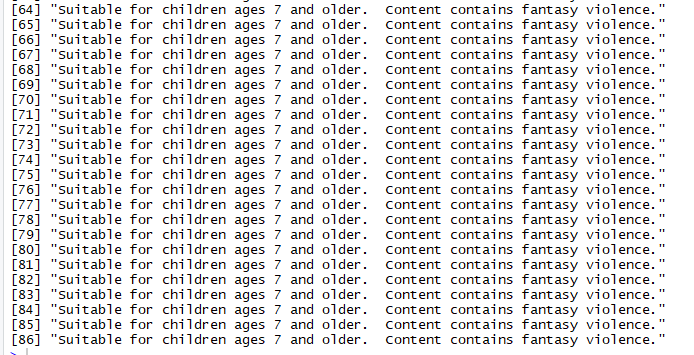 [64] "Suitable for children ages 7 and older.  Content contains fantasy violence."
[65] "Suitable for children ages 7 and older.  Content contains fantasy violence."
[66] "Suitable for children ages 7 and older.  Content contains fantasy violence."
[67] "Suitable for children ages 7 and older.  Content contains fantasy violence."
[68] "Suitable for children ages 7 and older.  Content contains fantasy violence."
[69] "Suitable for children ages 7 and older.  Content contains fantasy violence."
[70] "Suitable for children ages 7 and older.  Content contains fantasy violence."
[71] "Suitable for children ages 7 and older.  Content contains fantasy violence."
[72] "Suitable for children ages 7 and older.  Content contains fantasy violence."
[73] "Suitable for children ages 7 and older.  Content contains fantasy violence."
[74] "Suitable for children ages 7 and older.  Content contains fantasy violence."
[75] "Suitable for children ages 7 and older.  Content contains fantasy violence."
[76] "Suitable for children ages 7 and older.  Content contains fantasy violence."
[77] "Suitable for children ages 7 and older.  Content contains fantasy violence."
[78] "Suitable for children ages 7 and older.  Content contains fantasy violence."
[79] "Suitable for children ages 7 and older.  Content contains fantasy violence."
[80] "Suitable for children ages 7 and older.  Content contains fantasy violence."
[81] "Suitable for children ages 7 and older.  Content contains fantasy violence."
[82] "Suitable for children ages 7 and older.  Content contains fantasy violence."
[83] "Suitable for children ages 7 and older.  Content contains fantasy violence."
[84] "Suitable for children ages 7 and older.  Content contains fantasy violence."
[85] "Suitable for children ages 7 and older.  Content contains fantasy violence."
[86] "Suitable for children ages 7 and older.  Content contains fantasy violence."
>